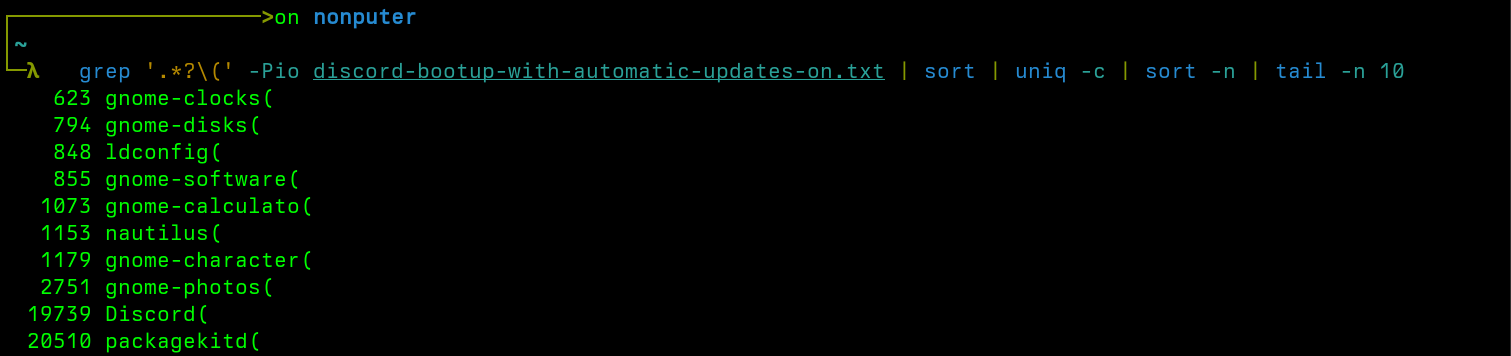 >on nonputer
~
λ   grep '.*?\(' -Pio discord-bootup-with-automatic-updates-on.txt | sort | uniq -c | sort -n | tail -n 10
623 gnome-clocks(
794 gnome-disks(
848 ldconfig(
855 gnome-software(
1073 gnome-calculato(
1153 nautilus(
1179 gnome-character(
2751 gnome-photos(
19739 Discord(
20510 packagekitd(